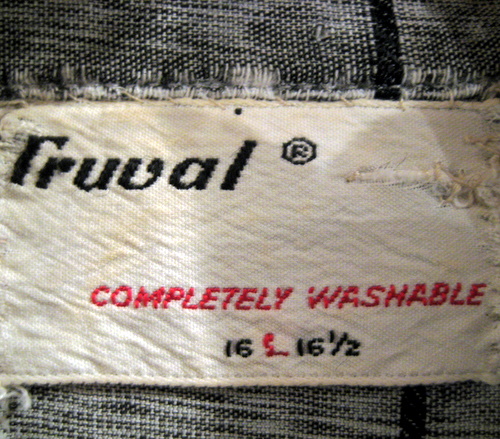 Truval ®
COMPLETELY WASHABLE
16 L 16½